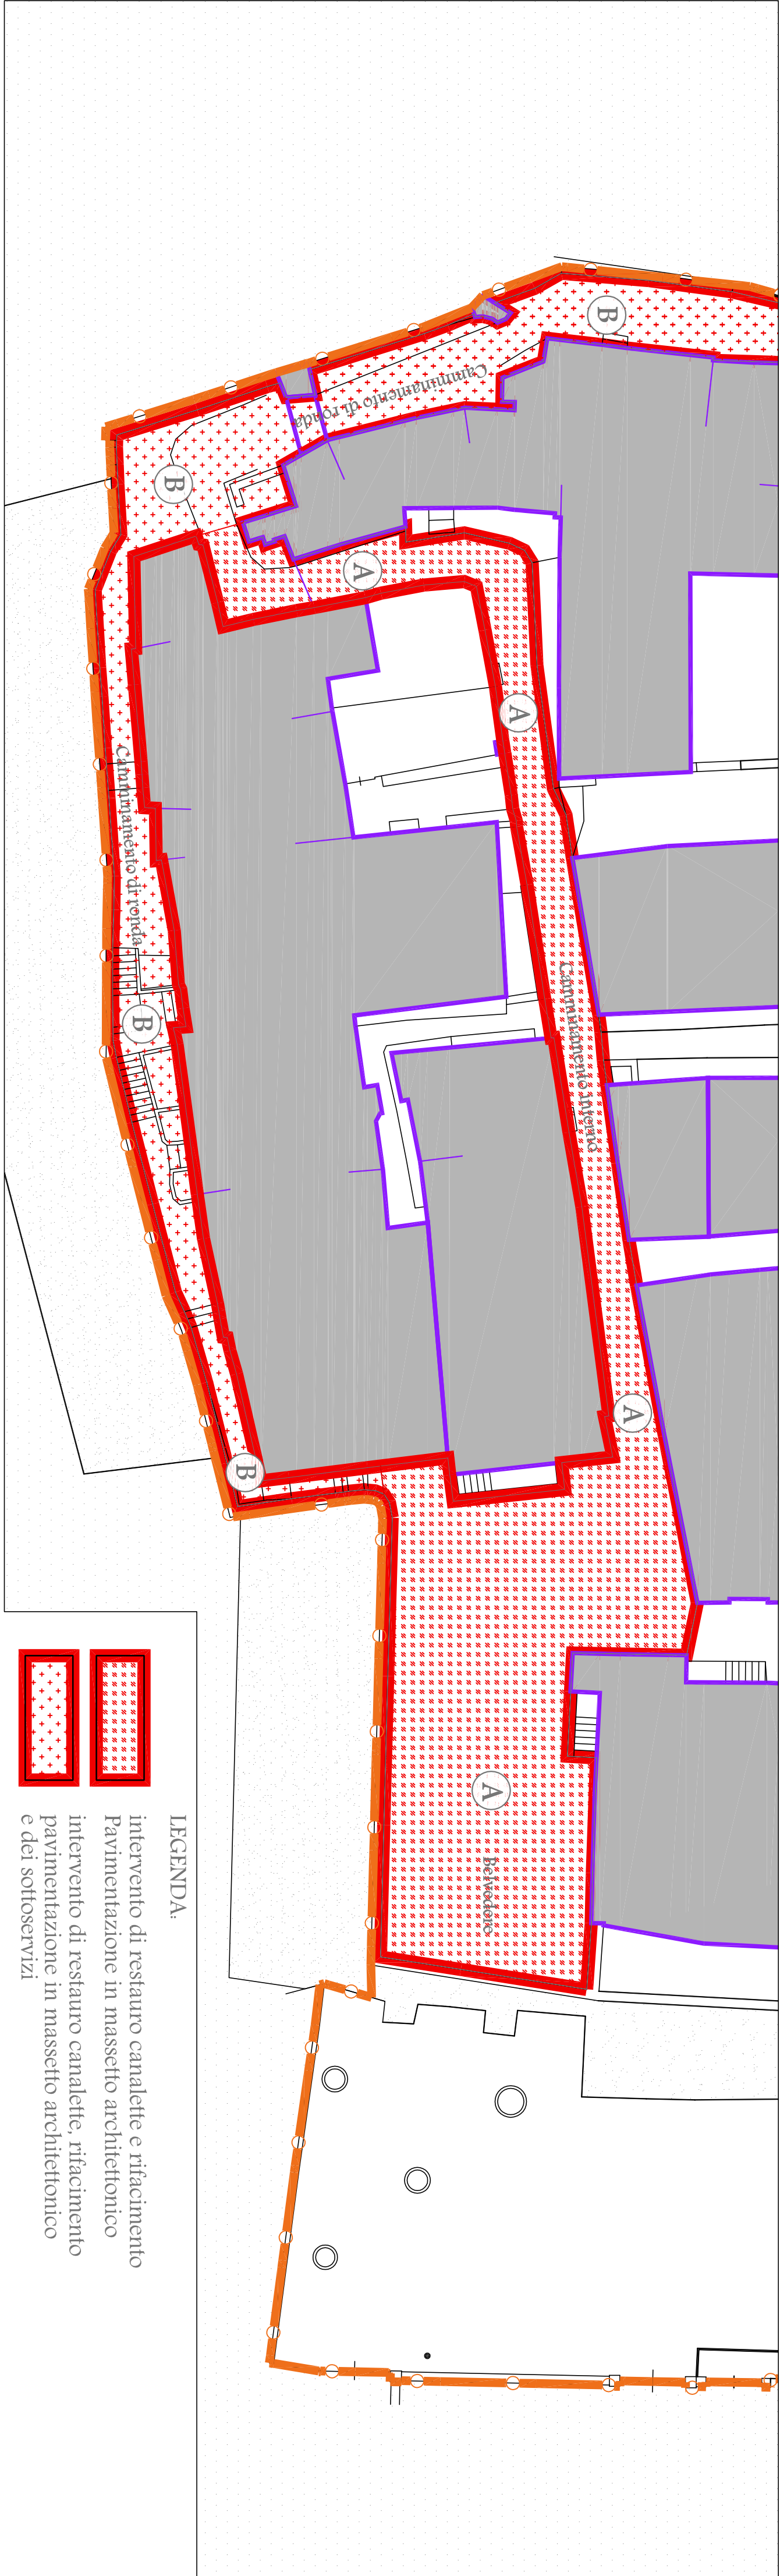 B
Camminamento di ronda
B
A
A
Camminamento di ronda
B
Camminamento Interno
A
B
A
Belvedere
LEGENDA:
intervento di restauro canalette e rifacimento
Pavimentazione in massetto architettonico
intervento di restauro canalette, rifacimento
pavimentazione in massetto architettonico
e dei sottoservizi